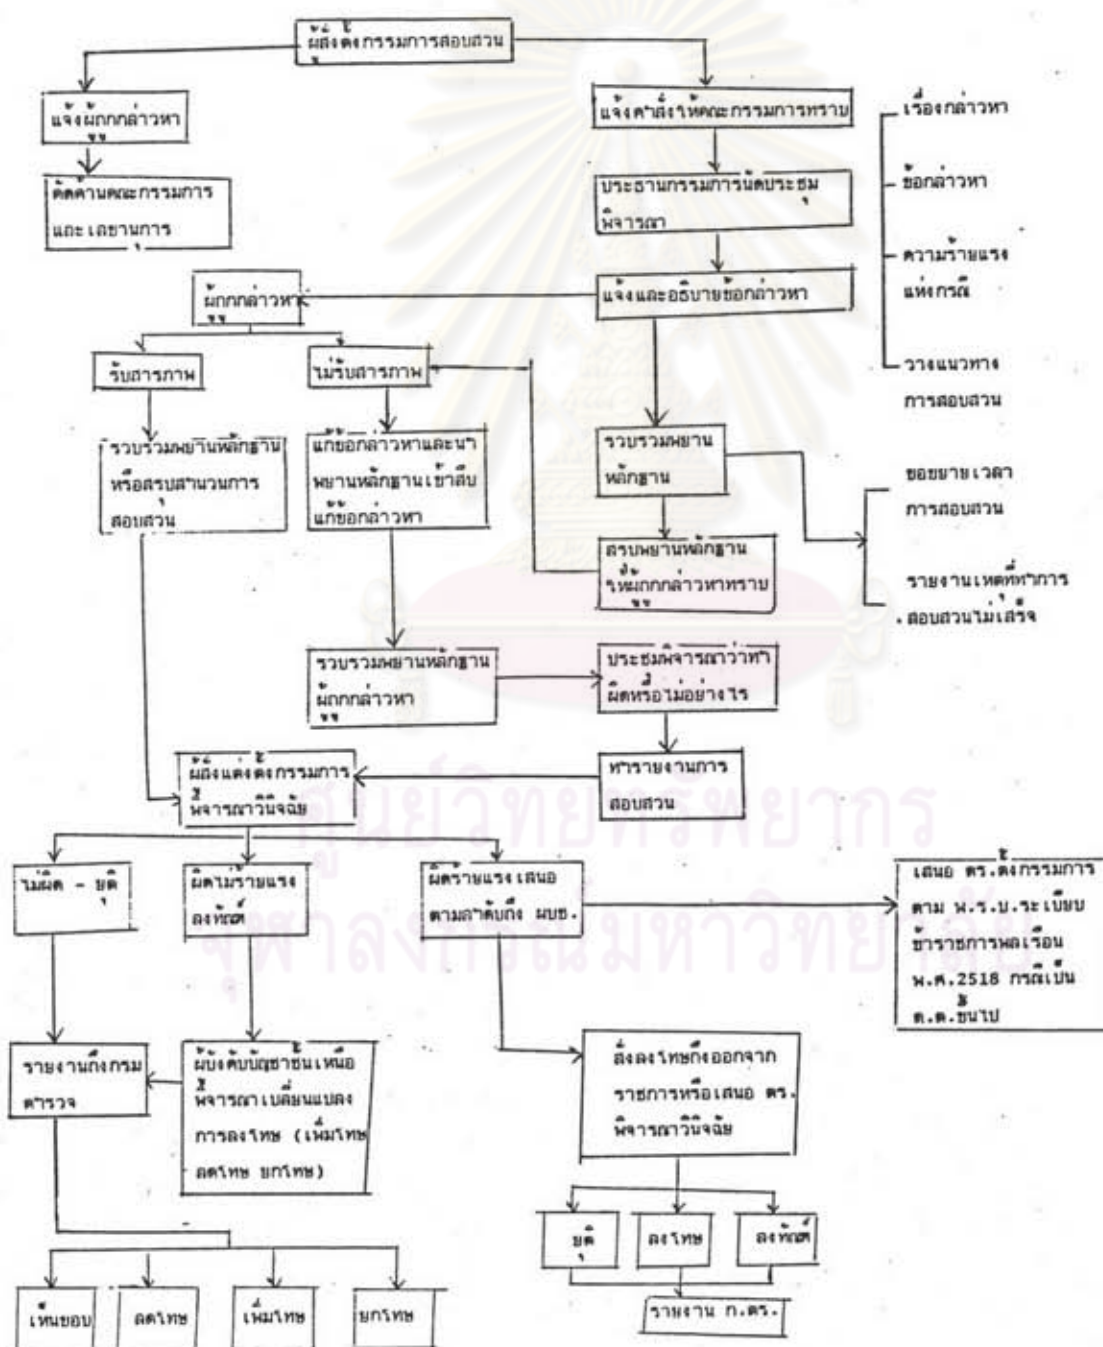 ผู้สั่งตั้งกรรมการสอบสวน
แจ้งผู้ถูกกล่าวหา
แจ้งคำสั่งให้คณะกรรมการทราบ
เรื่องกล่าวหา
คัดค้านคณะกรรมการ
และเลขานุการ
ประธานกรรมการนัดประชุม
พิจารณา
ข้อกล่าวหา
ความร้ายแรง
แห่งกรณี
ผู้ถูกกล่าวหา
แจ้งและอธิบายข้อกล่าวหา
รับสารภาพ
ไม่รับสารภาพ
วางแนวทาง
การสอบสวน
รวบรวมพยานหลักฐาน
หรือสรุปสำนวนการ
สอบสวน
แก้ข้อกล่าวหาและนำ
พยานหลักฐานเข้าสืบ
แก้ข้อกล่าวหา
รวบรวมพยาน
หลักฐาน
ขอขยายเวลา
การสอบสวน
สรุปพยานหลักฐาน
ให้ผู้ถูกกล่าวหาทราบ
รายงานเหตุที่ทำการ
สอบสวนไม่เสร็จ
รวบรวมพยานหลักฐาน
ผู้ถูกกล่าวหา
ประชุมพิจารณาว่าทำ
ผิดหรือไม่อย่างไร
ผู้สั่งแต่งตั้งกรรมการ
พิจารณาวินิจฉัย
ทำรายงานการ
สอบสวน
ศูนย์วิทยทรัพยากร
จุฬาลงกรณ์มหาวิทยาลัย
ไม่ผิด - ยุติ
ผิดไม่ร้ายแรง
ลงทัณฑ์
ผิดร้ายแรงเสนอ
ตามลำดับถึง ผบช.
เสนอ ตร.ตั้งกรรมการ
ตาม พ.ร.บ.ระเบียบ
ข้าราชการพลเรือน
พ.ศ.2518 กรณีเป็น
ต.ต.ขึ้นไป
รายงานถึงกรม
ตำรวจ
ผู้บังคับบัญชาชั้นเหนือ
พิจารณาเปลี่ยนแปลง
การลงโทษ (เพิ่มโทษ
ลดโทษ ยกโทษ)
สั่งลงโทษถึงออกจาก
ราชการหรือเสนอ ตร.
พิจารณาวินิจฉัย
ยุติ
ลงโทษ
ลงทัณฑ์
เห็นชอบ
ลดโทษ
เพิ่มโทษ
ยกโทษ
รายงาน ก.ตร.